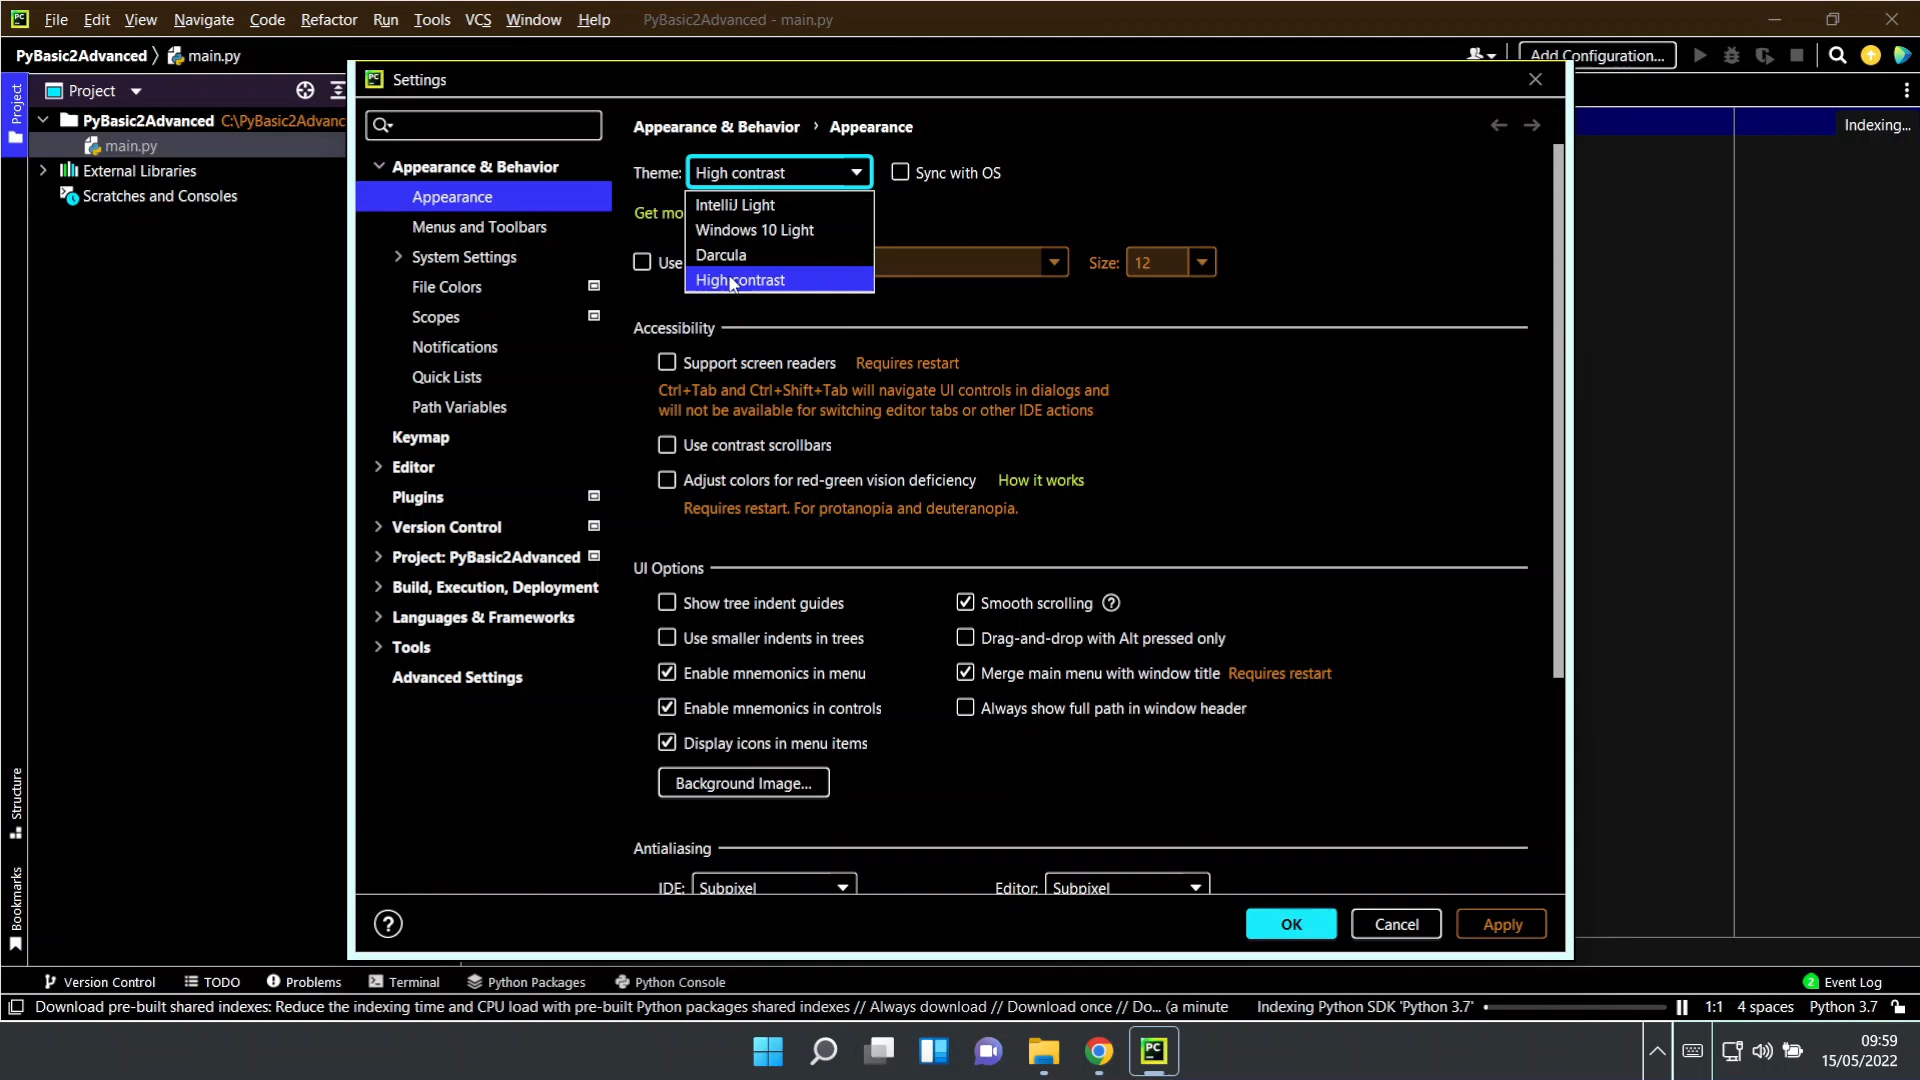 PC File Edit View Navigate Code Refactor Run Tools VCS Window Help PyBasic2Advanced - main.py
PyBasic2Advanced main.py Add Configuration...
Project
Project
PyBasic2Advanced C:\PyBasic2Advanc
main.py
External Libraries
Scratches and Consoles
Structure
Bookmarks
Indexing...
PC Settings
Appearance & Behavior
Appearance
Menus and Toolbars
System Settings
File Colors
Scopes
Notifications
Quick Lists
Path Variables
Keymap
Editor
Plugins
Version Control
Project: PyBasic2Advanced
Build, Execution, Deployment
Languages & Frameworks
Tools
Advanced Settings
Appearance & Behavior › Appearance
Theme: High contrast Sync with OS
IntelliJ Light
Windows 10 Light
Darcula
High contrast
Get mo
Use Size: 12
Accessibility
Support screen readers Requires restart
Ctrl+Tab and Ctrl+Shift+Tab will navigate UI controls in dialogs and
will not be available for switching editor tabs or other IDE actions
Use contrast scrollbars
Adjust colors for red-green vision deficiency How it works
Requires restart. For protanopia and deuteranopia.
UI Options
Show tree indent guides Smooth scrolling ?
Use smaller indents in trees Drag-and-drop with Alt pressed only
Enable mnemonics in menu Merge main menu with window title Requires restart
Enable mnemonics in controls Always show full path in window header
Display icons in menu items
Background Image...
Antialiasing
IDE: Subpixel Editor: Subpixel
? OK Cancel Apply
Version Control TODO Problems Terminal Python Packages Python Console 2 Event Log
Download pre-built shared indexes: Reduce the indexing time and CPU load with pre-built Python packages shared indexes // Always download // Download once // Do... (a minute Indexing Python SDK 'Python 3.7' 1:1 4 spaces Python 3.7
PC
09:59
15/05/2022